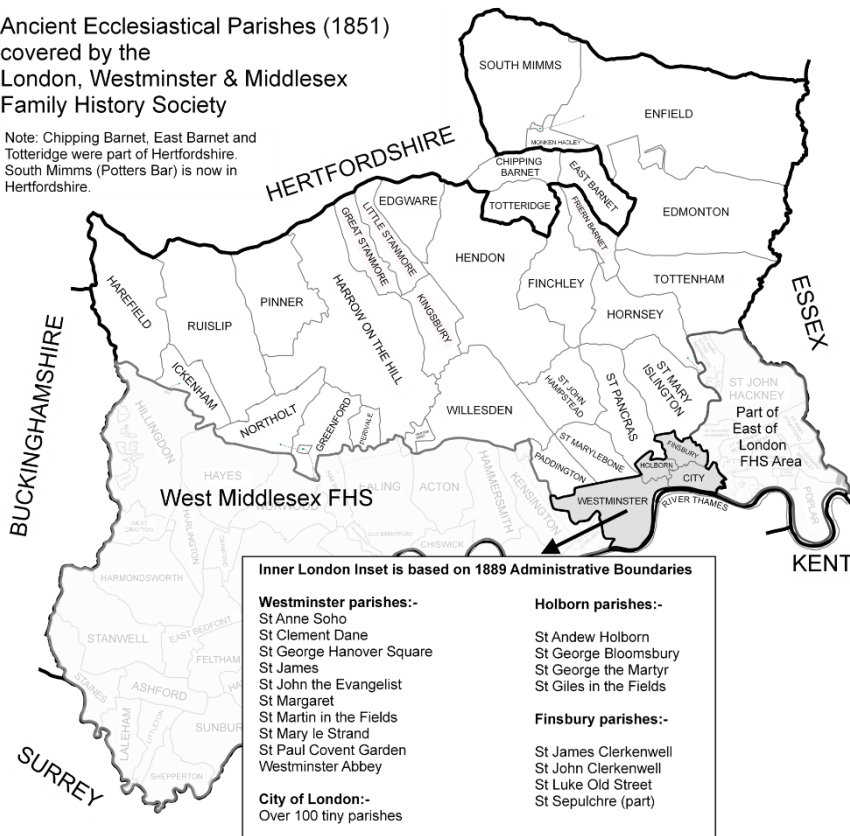 Ancient Ecclesiastical Parishes (1851)
covered by the
London, Westminster & Middlesex
Family History Society
Note: Chipping Barnet, East Barnet and
Totteridge were part of Hertfordshire.
South Mimms (Potters Bar) is now in
Hertfordshire.
SOUTH MIMMS
ENFIELD
MONKEN HADLEY
HERTFORDSHIRE
CHIPPING
BARNET
EAST BARNET
TOTTERIDGE
EDGWARE
LITTLE STANMORE
GREAT STANMORE
FRIERN BARNET
EDMONTON
HENDON
HAREFIELD
RUISLIP
PINNER
HARROW ON THE HILL
KINGSBURY
FINCHLEY
TOTTENHAM
HORNSEY
ESSEX
BUCKINGHAMSHIRE
ICKENHAM
NORTHOLT
GREENFORD
PERIVALE
WILLESDEN
ST JOHN
HAMPSTEAD
ST PANCRAS
ST MARY
ISLINGTON
ST JOHN
HACKNEY
Part of
East of
London
FHS Area
HILLINGDON
ST MARYLEBONE
PADDINGTON
FINSBURY
HOLBORN
CITY
WESTMINSTER
RIVER THAMES
POPLAR
KENT
HAYES
West Middlesex FHS
NORWOOD
EALING
ACTON
HAMMERSMITH
KENSINGTON
WEST
DRAYTON
HARLINGTON
CRANFORD
OLD BRENTFORD
CHISWICK
HARMONDSWORTH
STANWELL
EAST BEDFONT
FELTHAM
STAINES
ASHFORD
LALEHAM
LITTLETON
SUNBUR
SHEPPERTON
SURREY
Inner London Inset is based on 1889 Administrative Boundaries
Westminster parishes:-
St Anne Soho
St Clement Dane
St George Hanover Square
St James
St John the Evangelist
St Margaret
St Martin in the Fields
St Mary le Strand
St Paul Covent Garden
Westminster Abbey
City of London:-
Over 100 tiny parishes
Holborn parishes:-
St Andew Holborn
St George Bloomsbury
St George the Martyr
St Giles in the Fields
Finsbury parishes:-
St James Clerkenwell
St John Clerkenwell
St Luke Old Street
St Sepulchre (part)